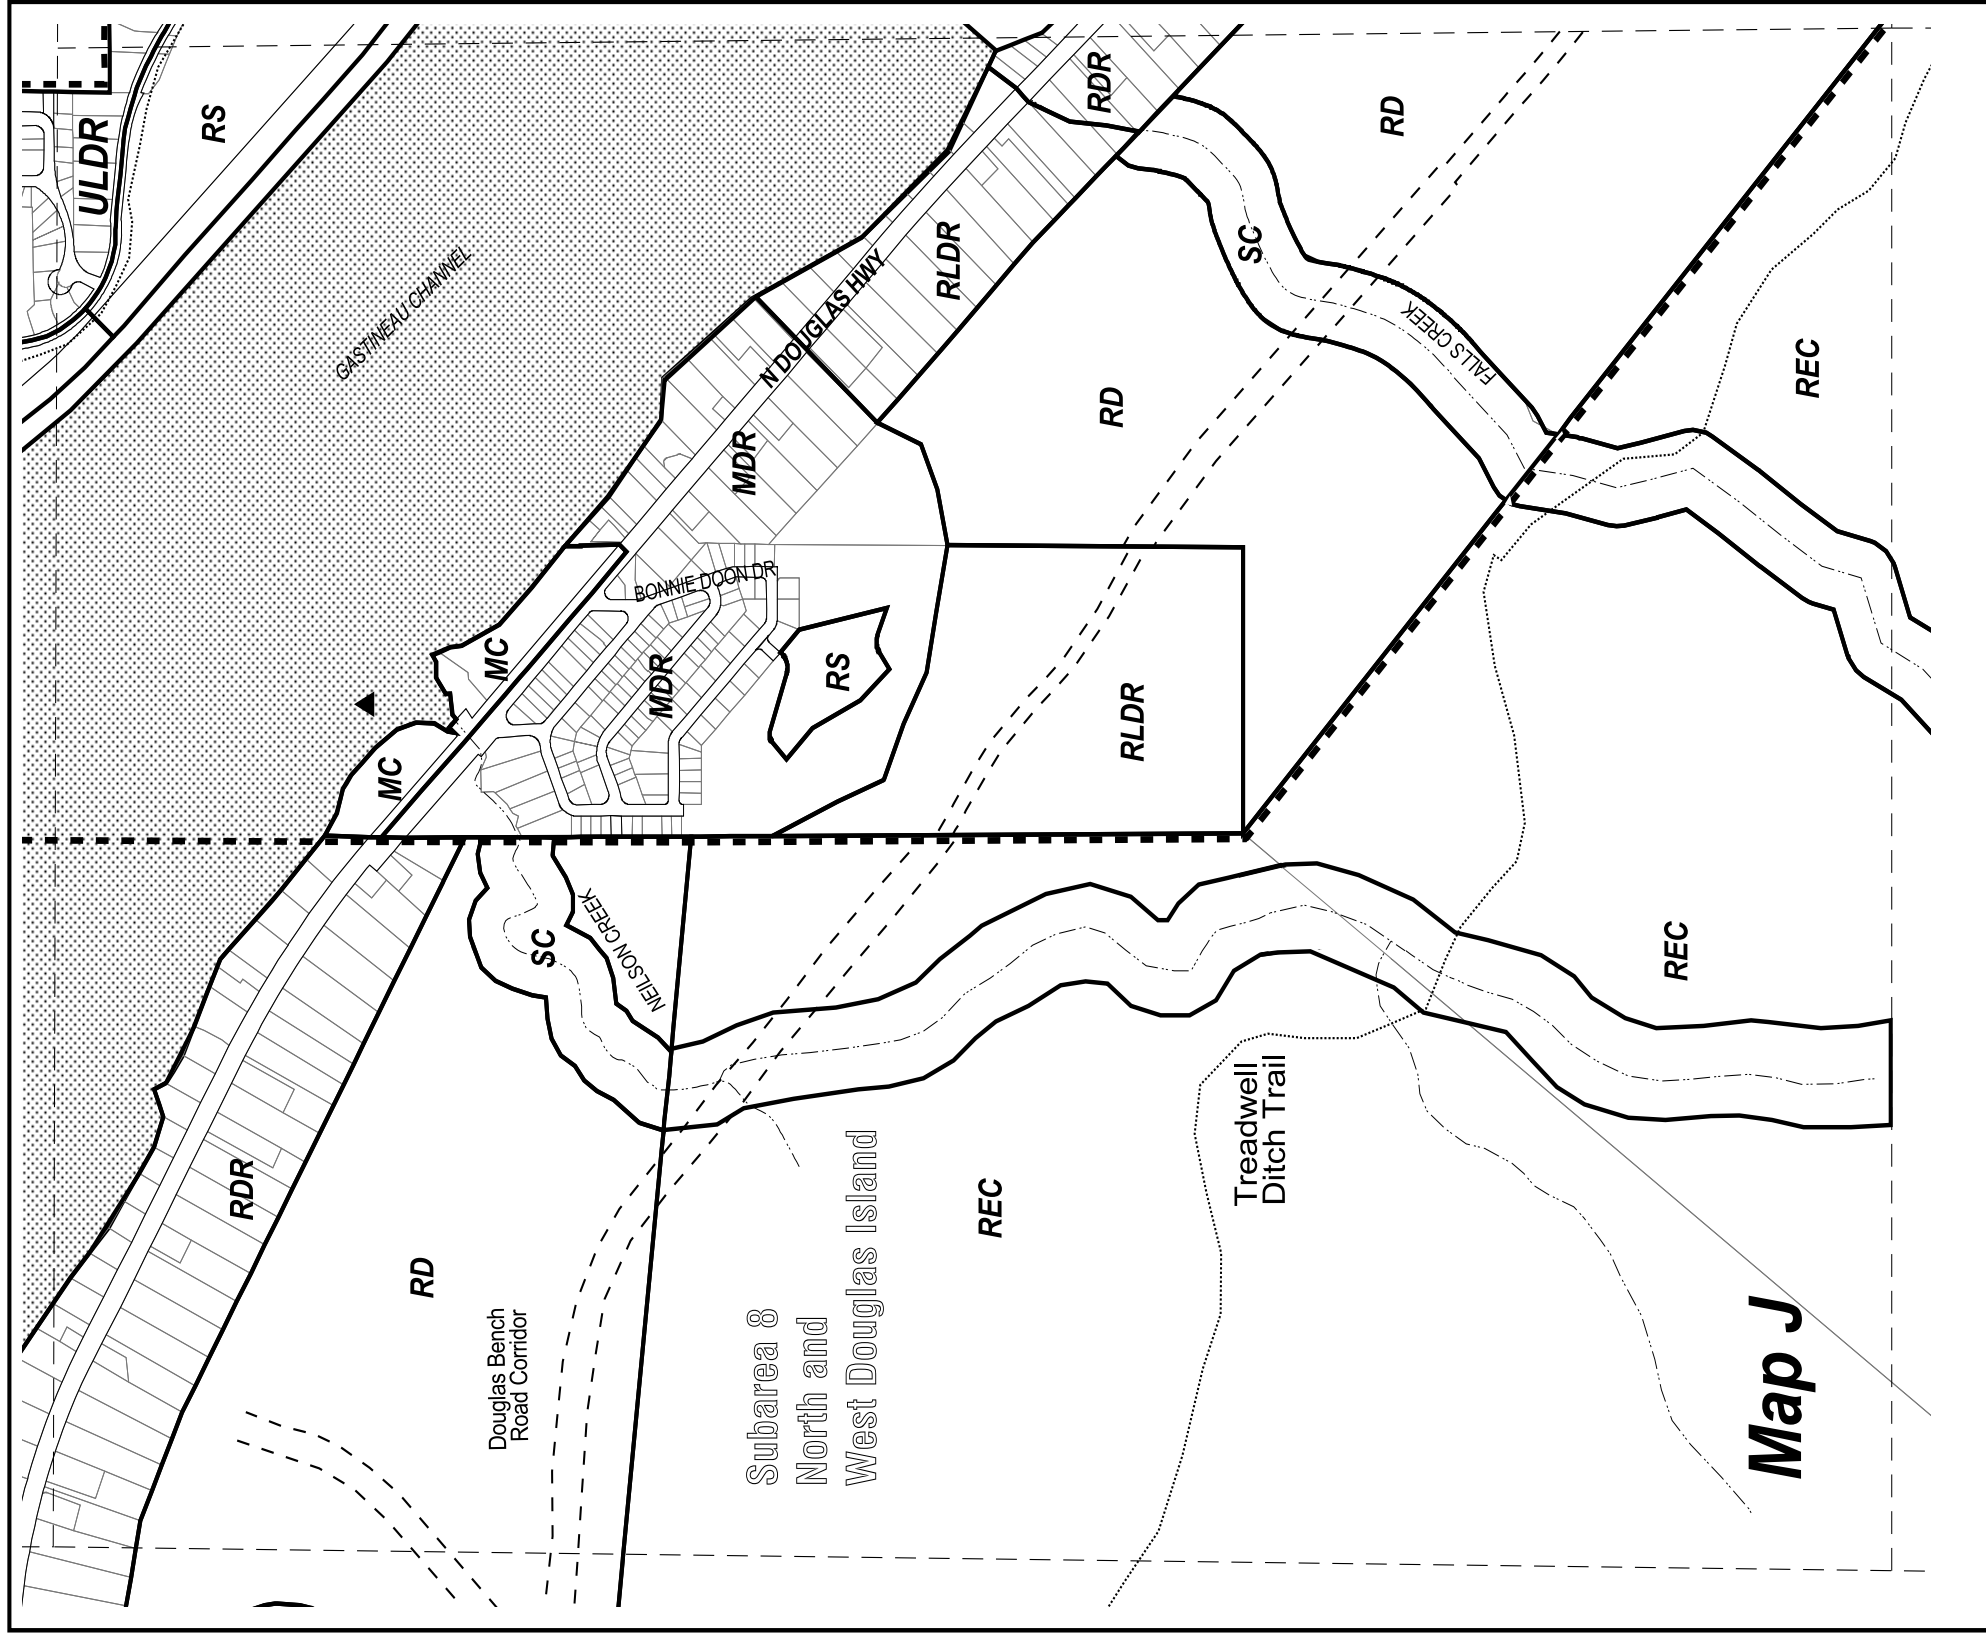 ULDR
RS
GASTINEAU CHANNEL
N DOUGLAS HWY
RDR
RD
RLDR
SC
FALLS CREEK
REC
RD
MDR
BONNIE DOON DR
MC
MDR
RS
RLDR
MC
SC
NEILSON CREEK
REC
RDR
RD
REC
Treadwell
Ditch Trail
Douglas Bench
Road Corridor
Subarea 8
North and
West Douglas Island
Map J